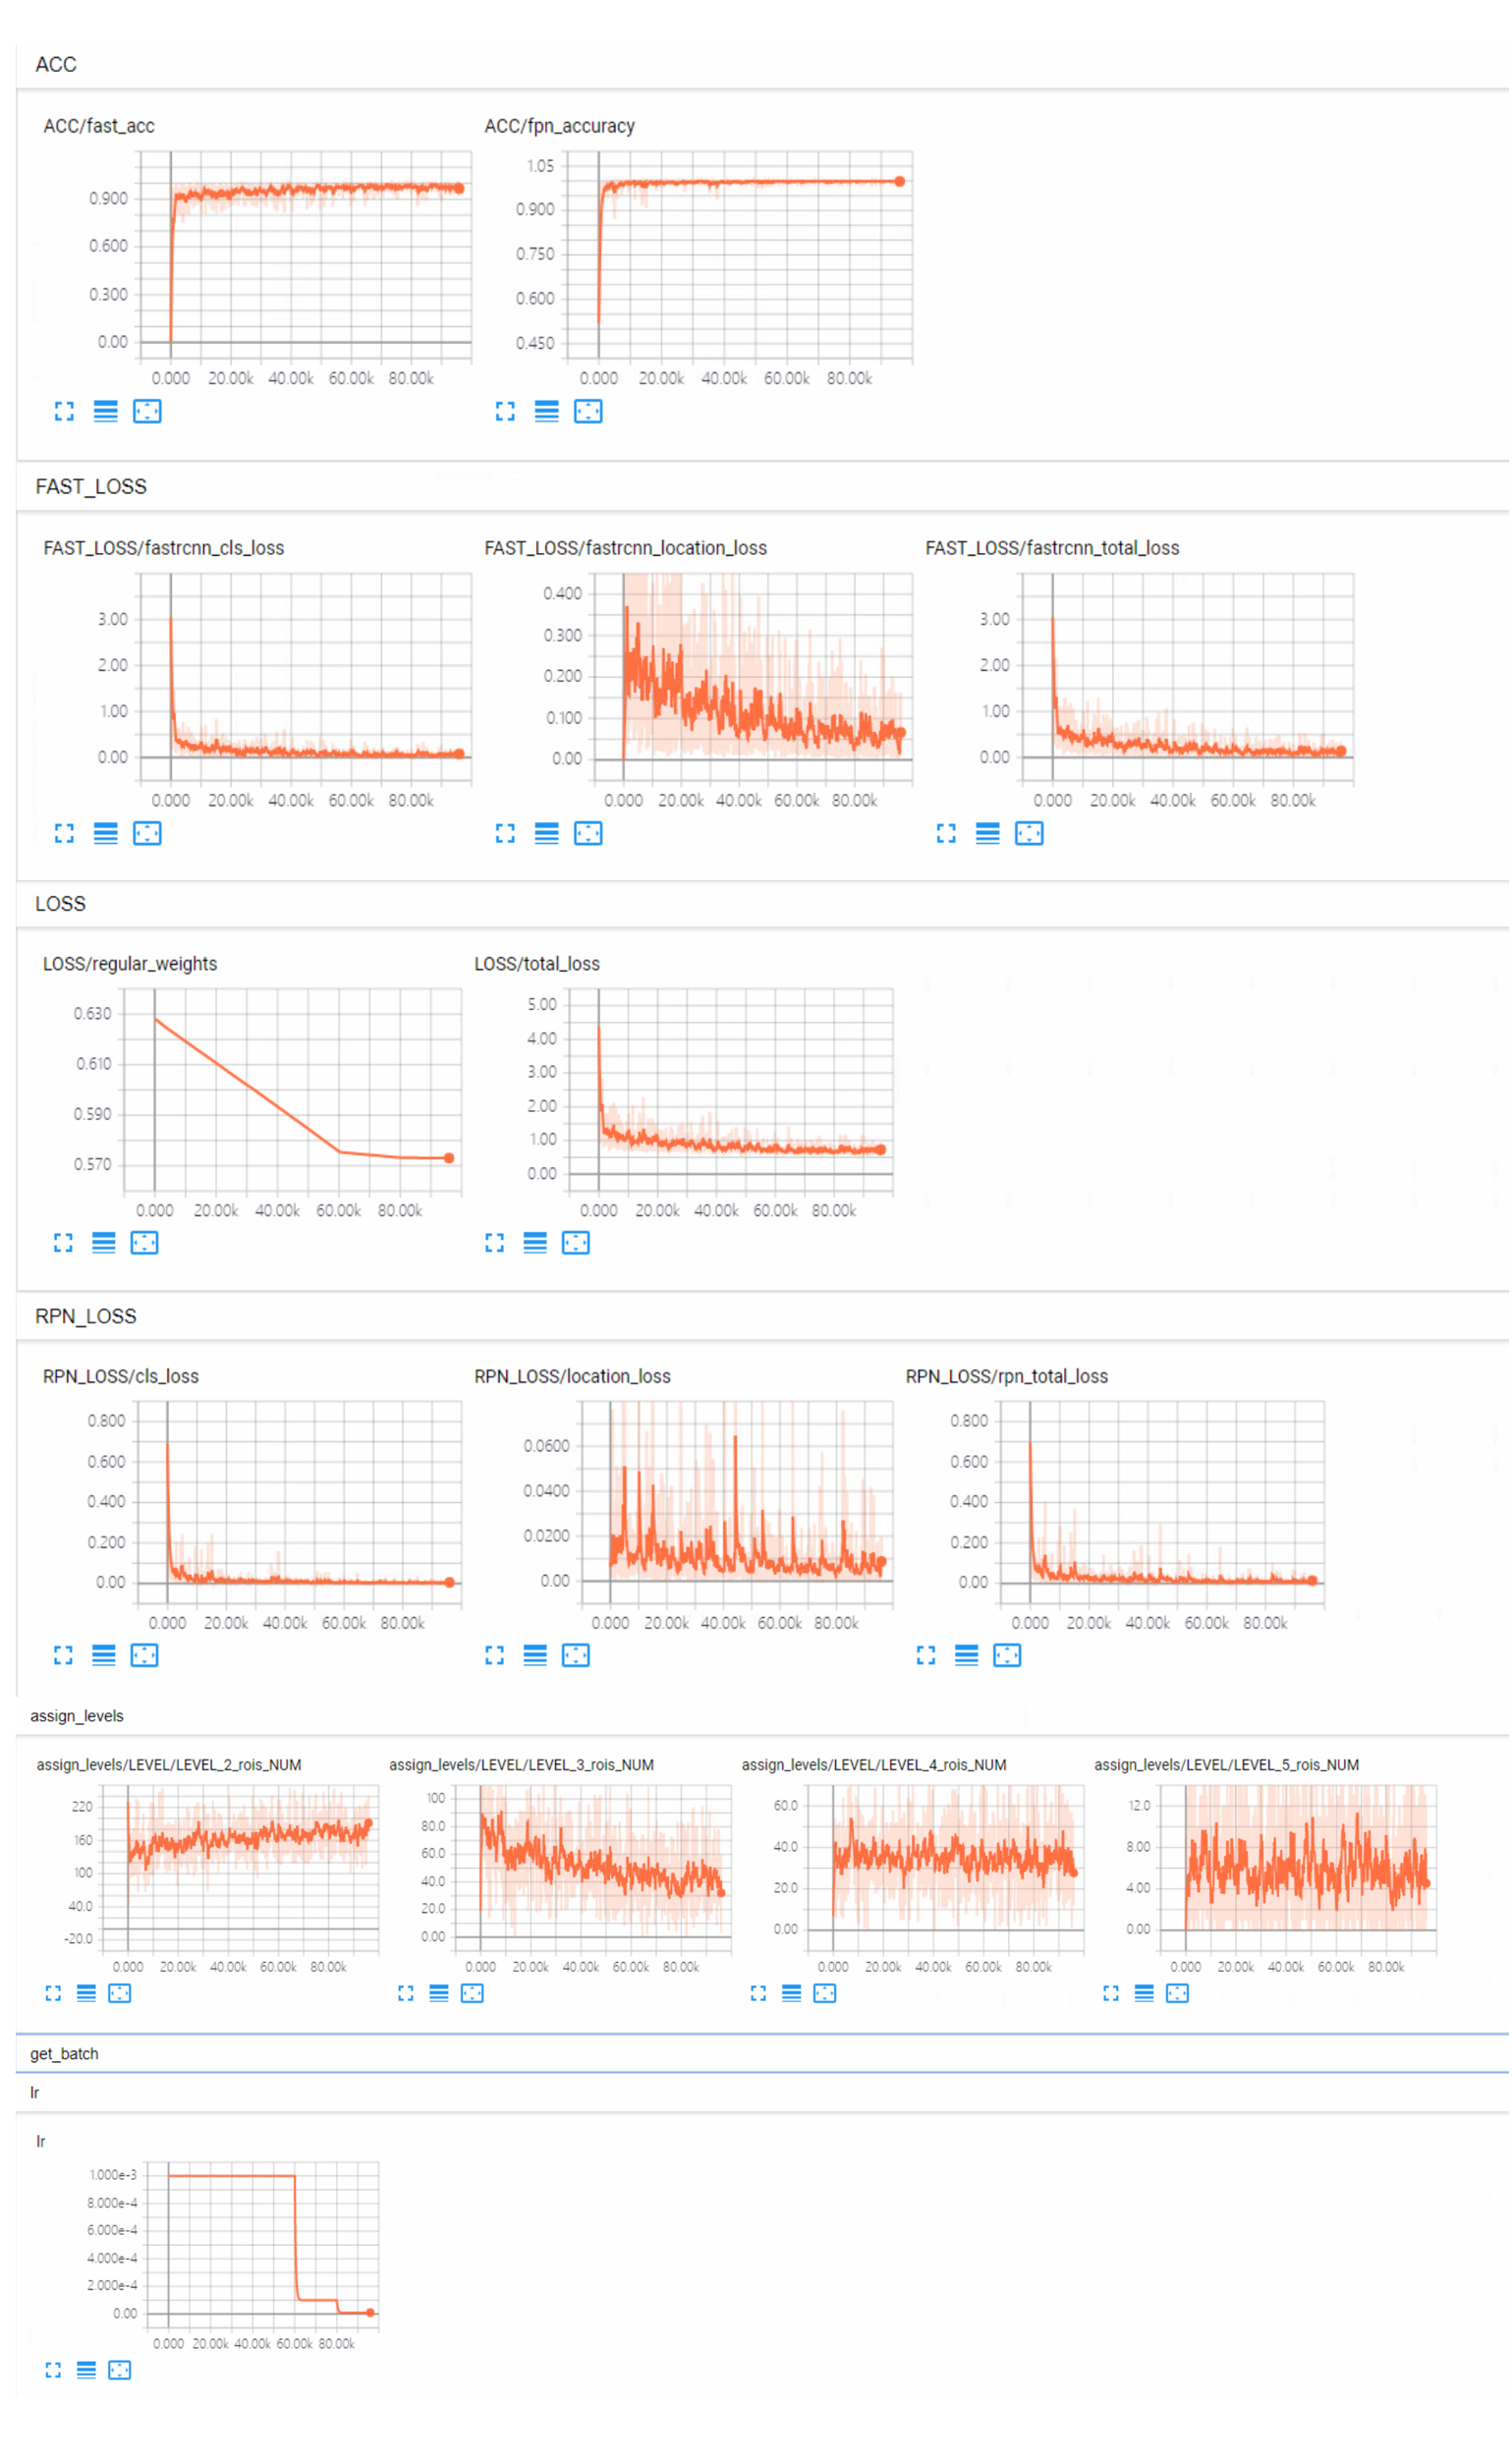 ACC
ACC/fast_acc ACC/fpn_accuracy
0.900
0.600
0.300
0.00
0.000 20.00k 40.00k 60.00k 80.00k
1.05
0.900
0.750
0.600
0.450
0.000 20.00k 40.00k 60.00k 80.00k
FAST_LOSS
FAST_LOSS/fastrcnn_cls_loss FAST_LOSS/fastrcnn_location_loss FAST_LOSS/fastrcnn_total_loss
3.00
2.00
1.00
0.00
0.000 20.00k 40.00k 60.00k 80.00k
0.400
0.300
0.200
0.100
0.00
0.000 20.00k 40.00k 60.00k 80.00k
3.00
2.00
1.00
0.00
0.000 20.00k 40.00k 60.00k 80.00k
LOSS
LOSS/regular_weights LOSS/total_loss
0.630
0.610
0.590
0.570
0.000 20.00k 40.00k 60.00k 80.00k
5.00
4.00
3.00
2.00
1.00
0.00
0.000 20.00k 40.00k 60.00k 80.00k
RPN_LOSS
RPN_LOSS/cls_loss RPN_LOSS/location_loss RPN_LOSS/rpn_total_loss
0.800
0.600
0.400
0.200
0.00
0.000 20.00k 40.00k 60.00k 80.00k
0.0600
0.0400
0.0200
0.00
0.000 20.00k 40.00k 60.00k 80.00k
0.800
0.600
0.400
0.200
0.00
0.000 20.00k 40.00k 60.00k 80.00k
assign_levels
assign_levels/LEVEL/LEVEL_2_rois_NUM assign_levels/LEVEL/LEVEL_3_rois_NUM assign_levels/LEVEL/LEVEL_4_rois_NUM assign_levels/LEVEL/LEVEL_5_rois_NUM
220
160
100
40.0
-20.0
0.000 20.00k 40.00k 60.00k 80.00k
100
80.0
60.0
40.0
20.0
0.00
0.000 20.00k 40.00k 60.00k 80.00k
60.0
40.0
20.0
0.00
0.000 20.00k 40.00k 60.00k 80.00k
12.0
8.00
4.00
0.00
0.000 20.00k 40.00k 60.00k 80.00k
get_batch
lr
lr
1.000e-3
8.000e-4
6.000e-4
4.000e-4
2.000e-4
0.00
0.000 20.00k 40.00k 60.00k 80.00k